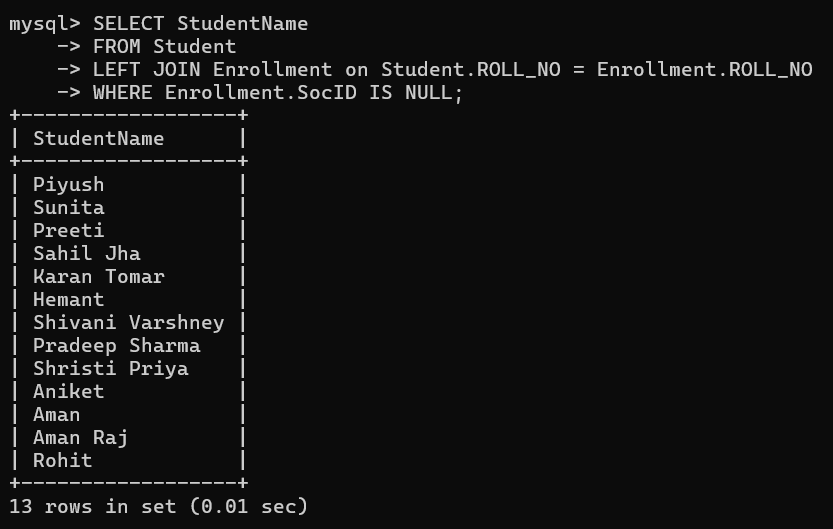 mysql> SELECT StudentName
    -> FROM Student
    -> LEFT JOIN Enrollment on Student.ROLL_NO = Enrollment.ROLL_NO
    -> WHERE Enrollment.SocID IS NULL;
+------------------+
| StudentName      |
+------------------+
| Piyush           |
| Sunita           |
| Preeti           |
| Sahil Jha        |
| Karan Tomar      |
| Hemant           |
| Shivani Varshney |
| Pradeep Sharma   |
| Shristi Priya    |
| Aniket           |
| Aman             |
| Aman Raj         |
| Rohit            |
+------------------+
13 rows in set (0.01 sec)